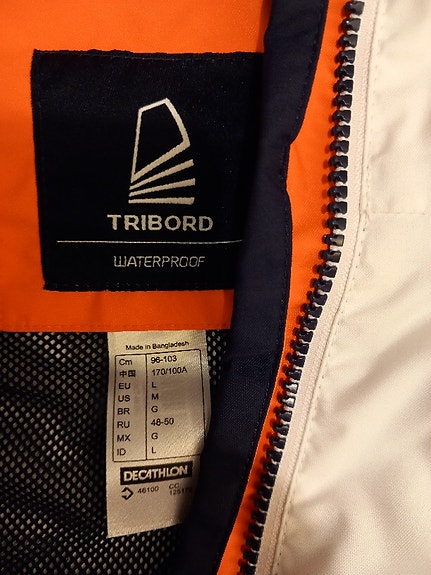 TRIBORD
WATERPROOF
Made in Bangladesh
Cm 96-103
中国 170/100A
EU L
US M
BR G
RU 48-50
MX G
ID L
DECATHLON
46100 CC